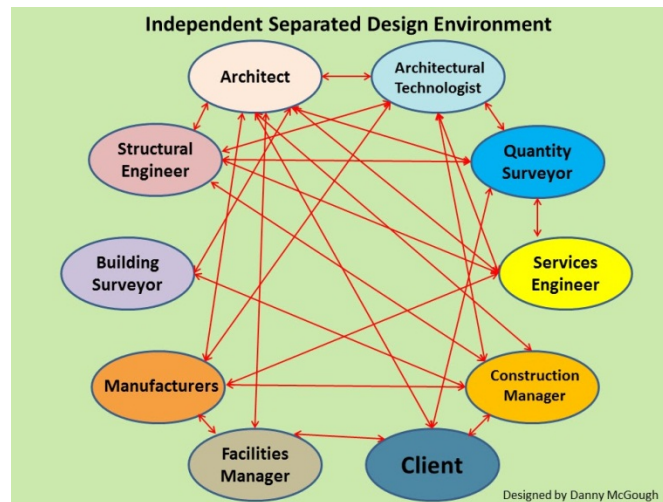 Independent Separated Design Environment
Architect
Architectural
Technologist
Structural
Engineer
Quantity
Surveyor
Building
Surveyor
Services
Engineer
Manufacturers
Construction
Manager
Facilities
Manager
Client
Designed by Danny McGough